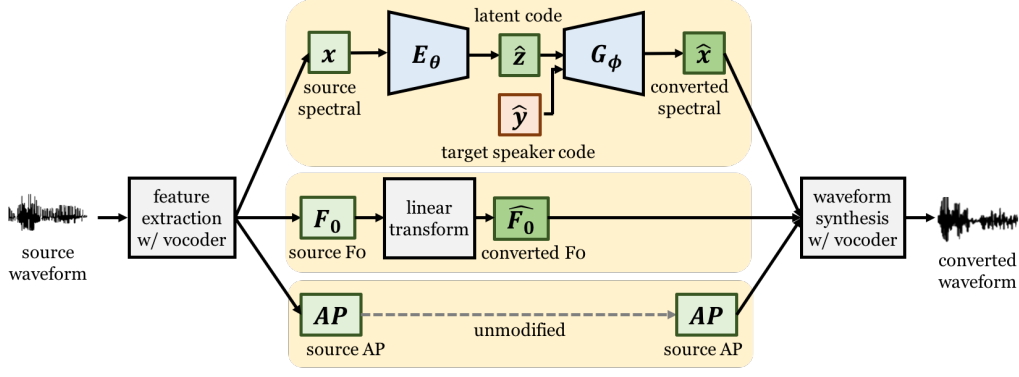 latent code
x
E_θ
ẑ
G_ϕ
x̂
source
spectral
ŷ
converted
spectral
target speaker code
feature
extraction
w/ vocoder
source
waveform
F_0
linear
transform
F̂_0
source F0
converted F0
waveform
synthesis
w/ vocoder
converted
waveform
AP
unmodified
AP
source AP
source AP